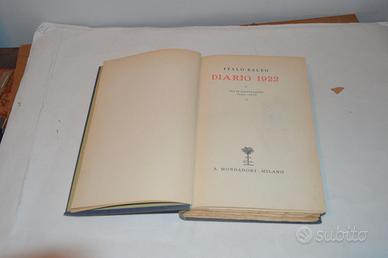 ITALO BALBO
DIARIO 1922
A. MONDADORI · MILANO
subito